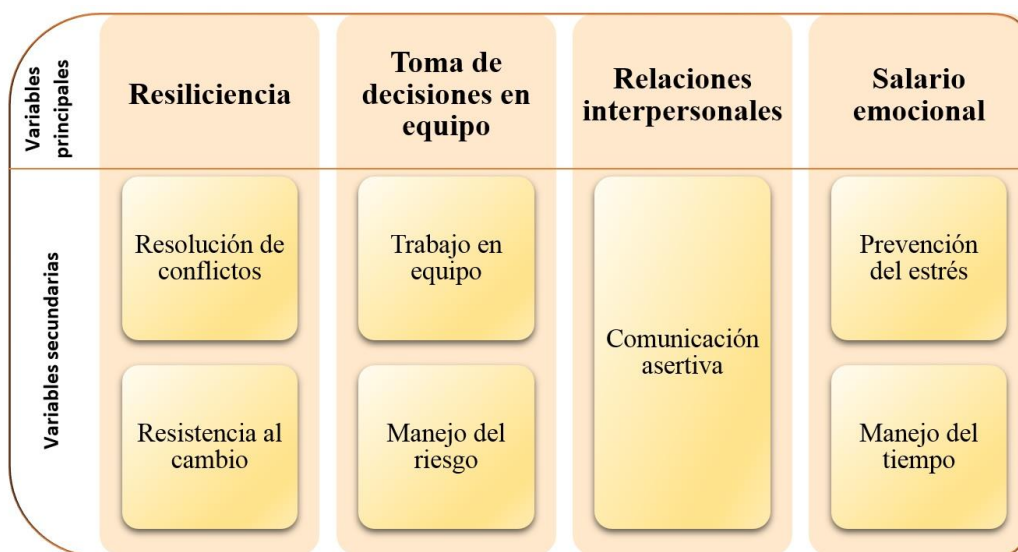 Variables
principales
Resiliciencia
Toma de
decisiones en
equipo
Relaciones
interpersonales
Salario
emocional
Variables secundarias
Resolución de
conflictos
Trabajo en
equipo
Comunicación
asertiva
Prevención
del estrés
Resistencia al
cambio
Manejo del
riesgo
Manejo del
tiempo